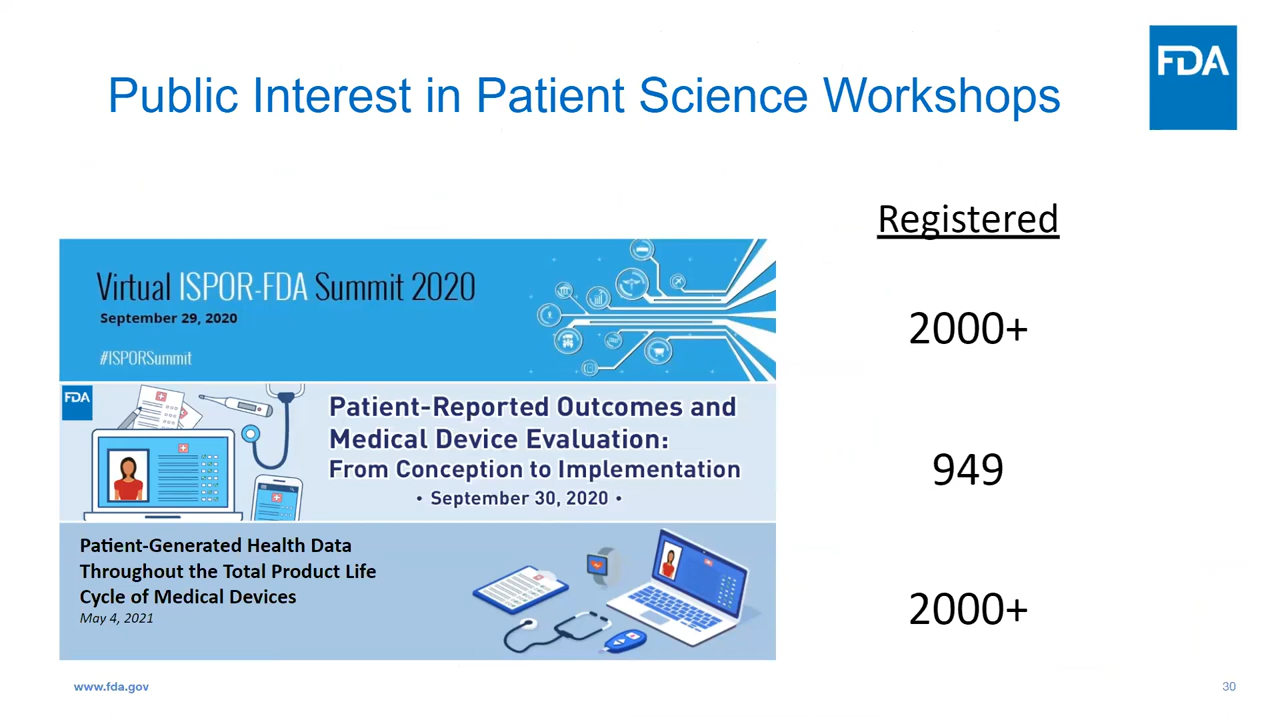 FDA
Public Interest in Patient Science Workshops
Registered
Virtual ISPOR-FDA Summit 2020
September 29, 2020
#ISPORSummit
2000+
FDA
Patient-Reported Outcomes and
Medical Device Evaluation:
From Conception to Implementation
• September 30, 2020 •
949
Patient-Generated Health Data
Throughout the Total Product Life
Cycle of Medical Devices
May 4, 2021
2000+
www.fda.gov
30